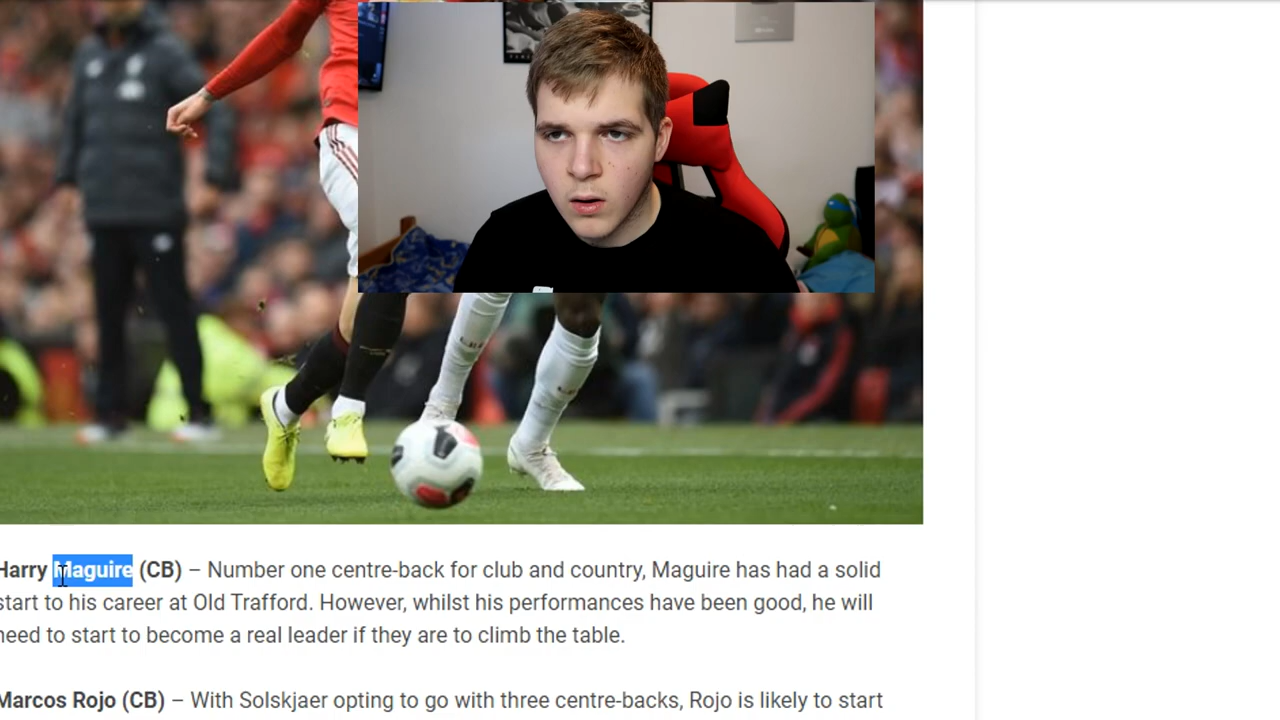 Harry Maguire (CB) – Number one centre-back for club and country, Maguire has had a solid
start to his career at Old Trafford. However, whilst his performances have been good, he will
need to start to become a real leader if they are to climb the table.
Marcos Rojo (CB) – With Solskjaer opting to go with three centre-backs, Rojo is likely to start